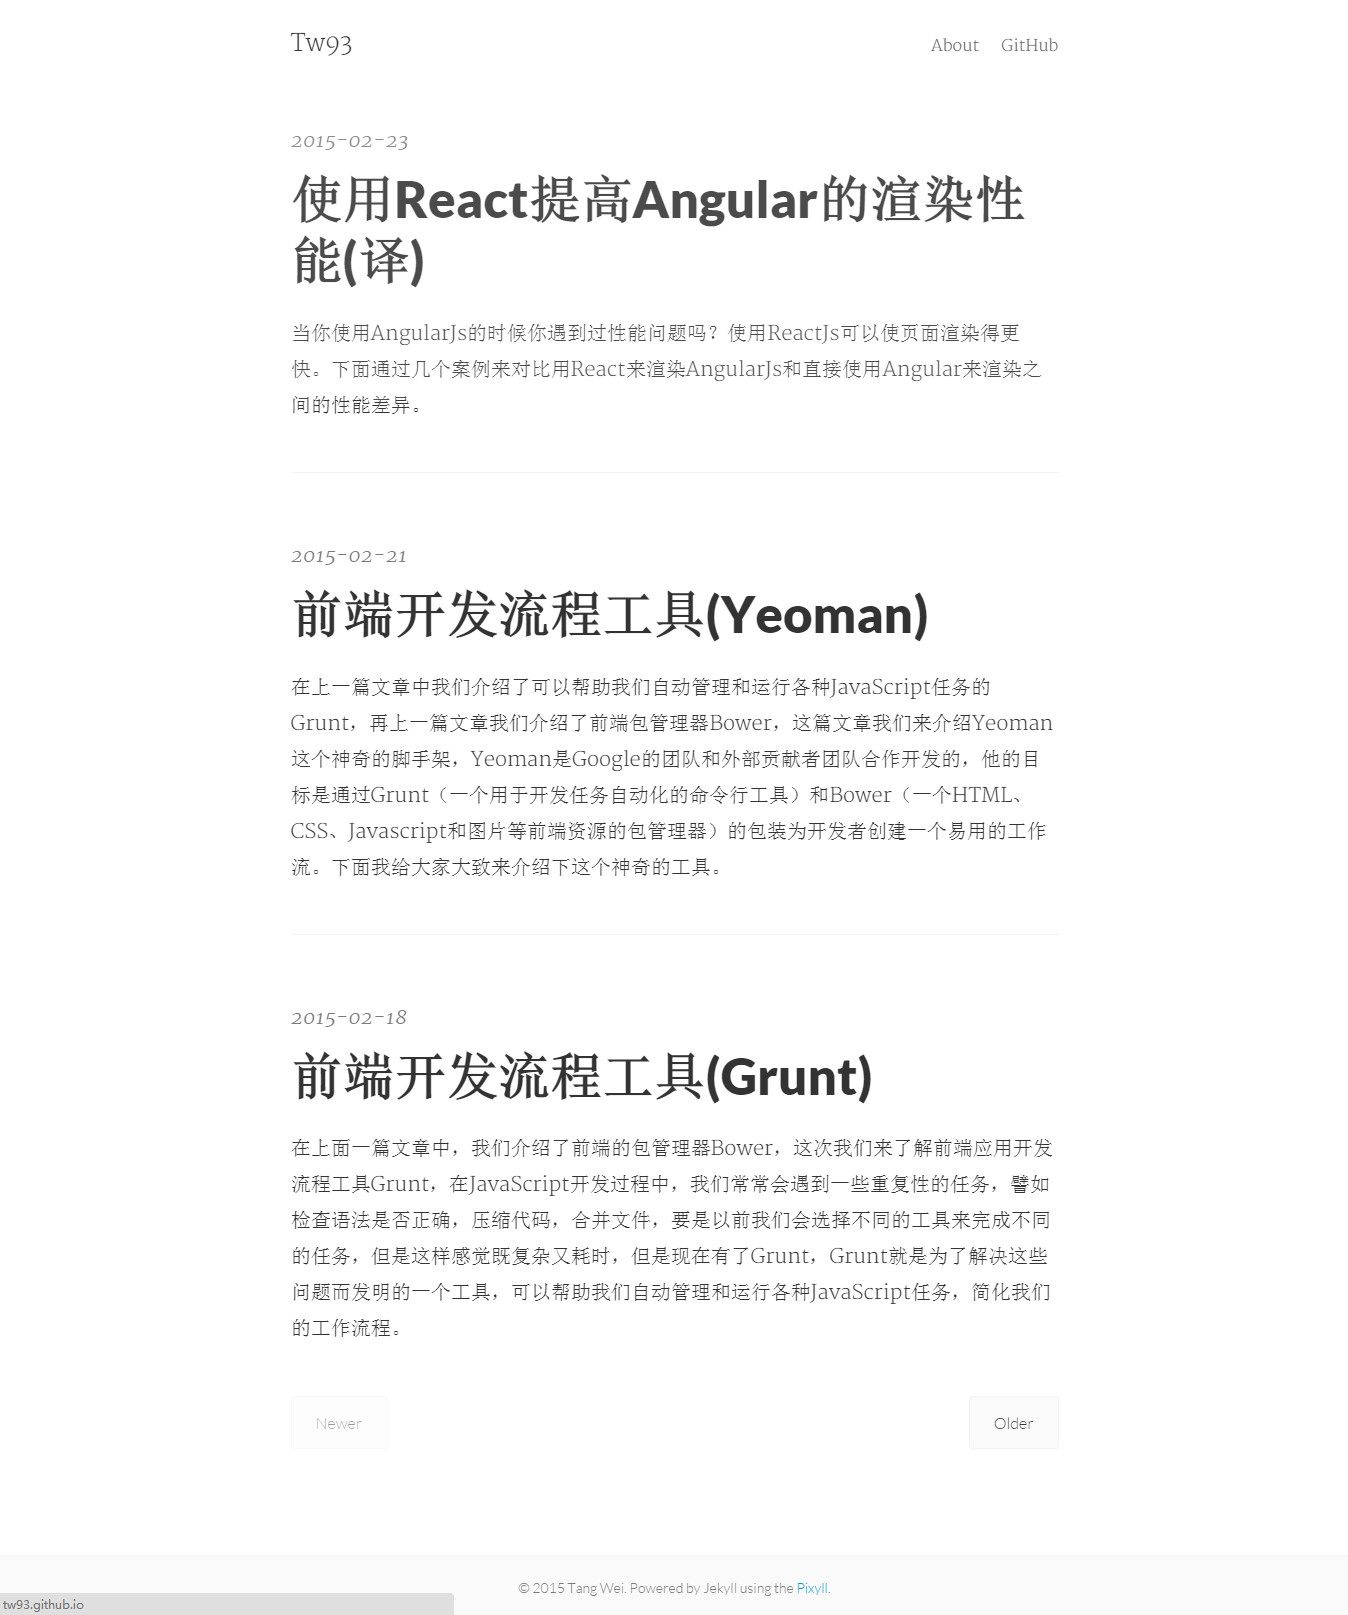 Tw93
About GitHub
2015-02-23
使用React提高Angular的渲染性
能(译)
当你使用AngularJs的时候你遇到过性能问题吗？使用ReactJs可以使页面渲染得更
快。下面通过几个案例来对比用React来渲染AngularJs和直接使用Angular来渲染之
间的性能差异。
2015-02-21
前端开发流程工具(Yeoman)
在上一篇文章中我们介绍了可以帮助我们自动管理和运行各种JavaScript任务的
Grunt，再上一篇文章我们介绍了前端包管理器Bower，这篇文章我们来介绍Yeoman
这个神奇的脚手架，Yeoman是Google的团队和外部贡献者团队合作开发的，他的目
标是通过Grunt（一个用于开发任务自动化的命令行工具）和Bower（一个HTML、
CSS、Javascript和图片等前端资源的包管理器）的包装为开发者创建一个易用的工作
流。下面我给大家大致来介绍下这个神奇的工具。
2015-02-18
前端开发流程工具(Grunt)
在上面一篇文章中，我们介绍了前端的包管理器Bower，这次我们来了解前端应用开发
流程工具Grunt，在JavaScript开发过程中，我们常常会遇到一些重复性的任务，譬如
检查语法是否正确，压缩代码，合并文件，要是以前我们会选择不同的工具来完成不同
的任务，但是这样感觉既复杂又耗时，但是现在有了Grunt，Grunt就是为了解决这些
问题而发明的一个工具，可以帮助我们自动管理和运行各种JavaScript任务，简化我们
的工作流程。
Newer
Older
© 2015 Tang Wei. Powered by Jekyll using the Pixyll.
tw93.github.io